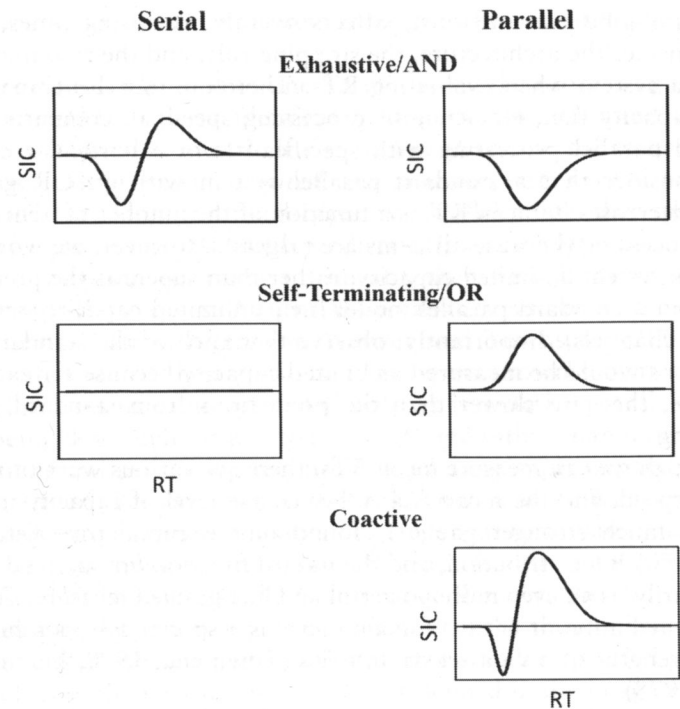 Serial Parallel
Exhaustive/AND
SIC SIC
Self-Terminating/OR
SIC SIC
RT
Coactive
SIC
RT